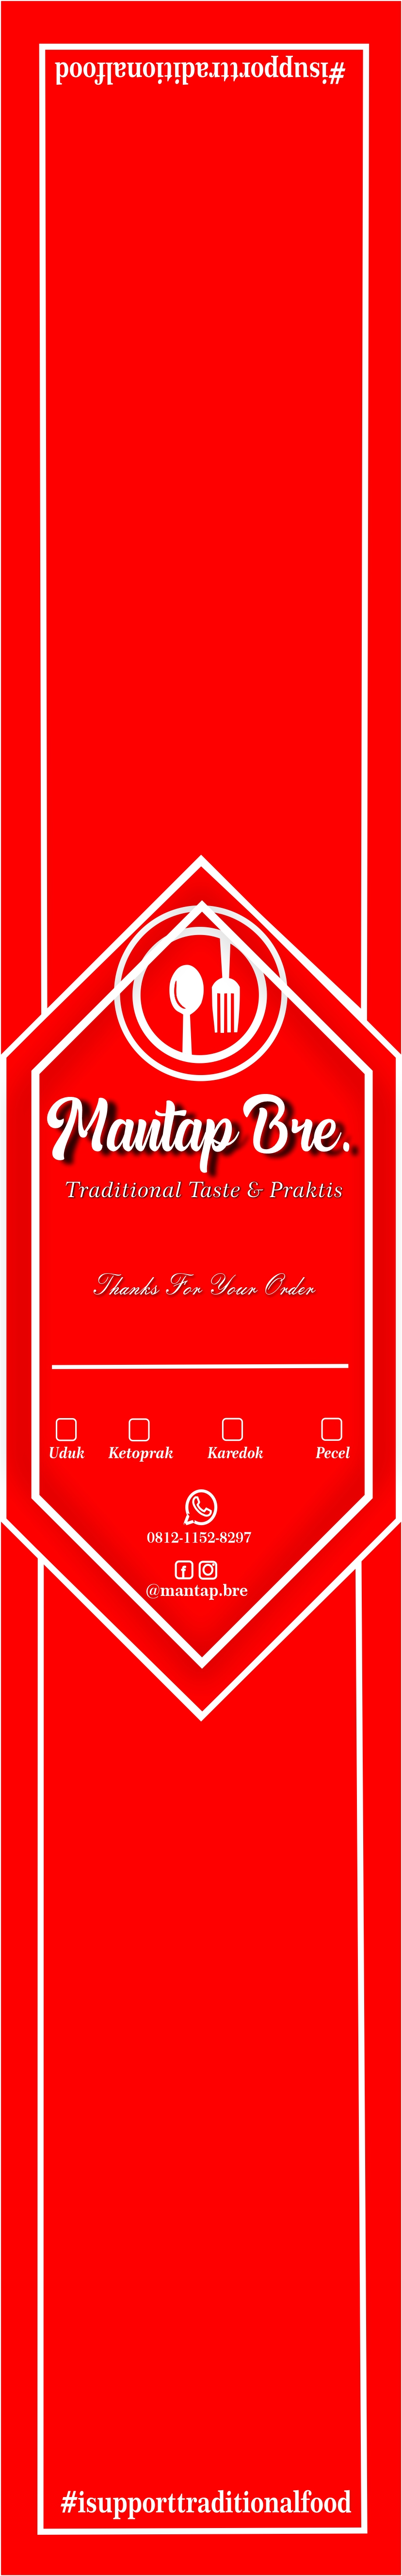 #isupporttraditionalfood
Mantap Bre.
Traditional Taste & Praktis
Thanks For Your Order
Uduk Ketoprak Karedok Pecel
0812-1152-8297
@mantap.bre
#isupporttraditionalfood